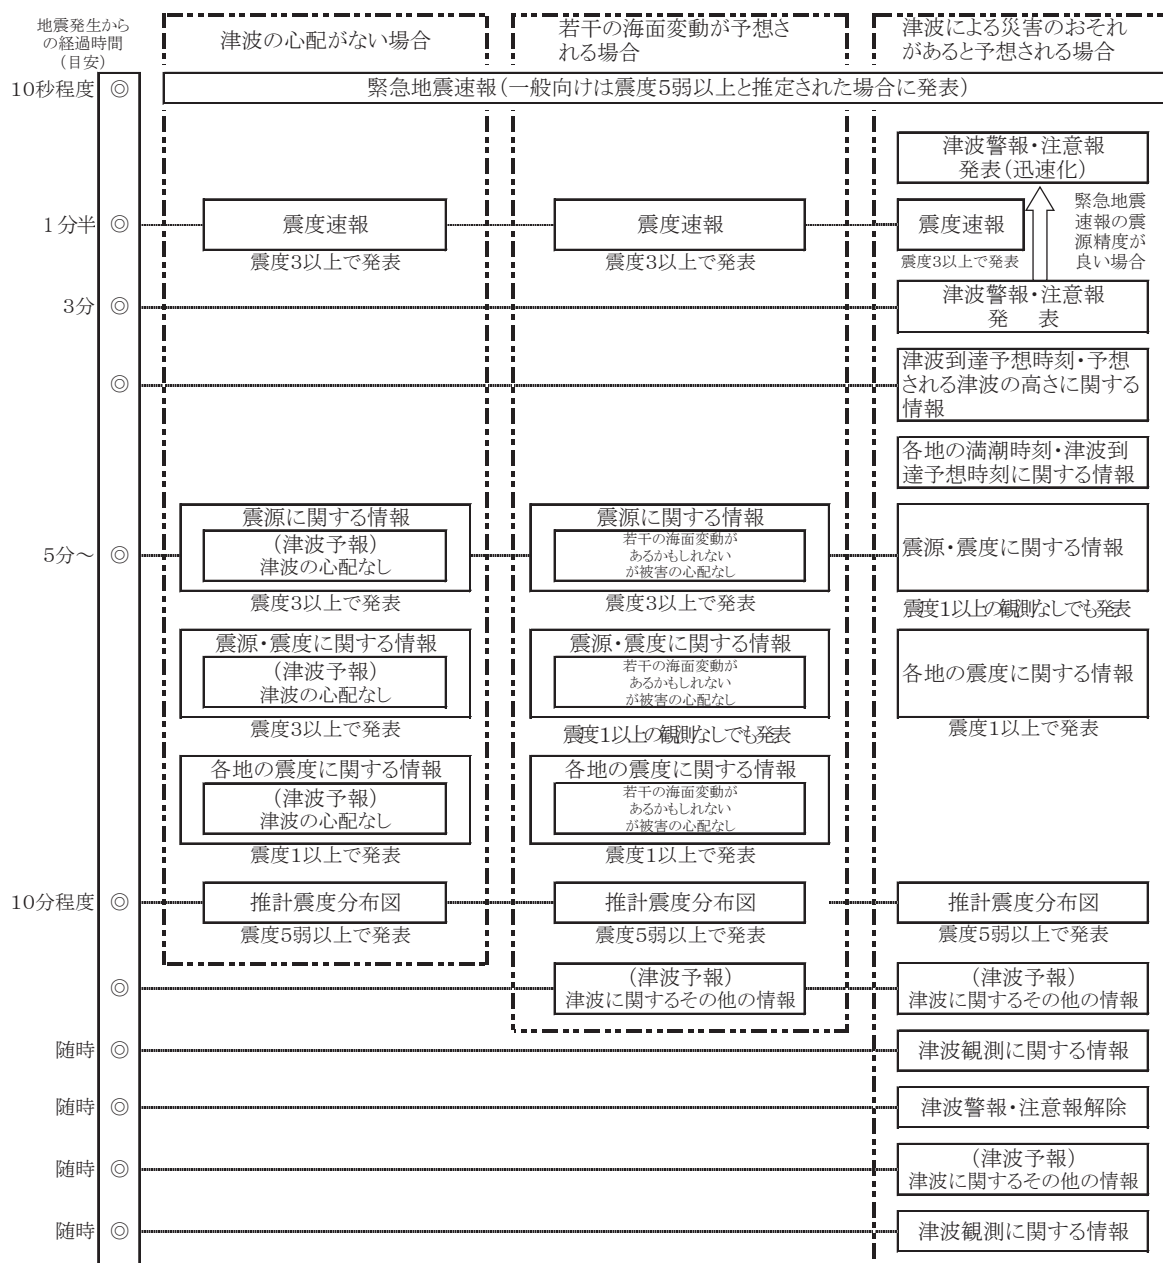 地震発生から
の経過時間
(目安)
津波の心配がない場合
若干の海面変動が予想さ
れる場合
津波による災害のおそれ
があると予想される場合
10秒程度 ◎
緊急地震速報(一般向けは震度5弱以上と推定された場合に発表)
津波警報・注意報
発表(迅速化)
1分半 ◎
震度速報
震度3以上で発表
震度速報
震度3以上で発表
震度速報
震度3以上で発表
緊急地震
速報の震
源精度が
良い場合
3分 ◎
津波警報・注意報
発 表
◎
津波到達予想時刻・予想
される津波の高さに関する
情報
各地の満潮時刻・津波到
達予想時刻に関する情報
5分~ ◎
震源に関する情報
(津波予報)
津波の心配なし
震度3以上で発表
震源に関する情報
若干の海面変動が
あるかもしれない
が被害の心配なし
震度3以上で発表
震源・震度に関する情報
震度1以上の観測なしでも発表
震源・震度に関する情報
(津波予報)
津波の心配なし
震度3以上で発表
震源・震度に関する情報
若干の海面変動が
あるかもしれない
が被害の心配なし
震度1以上の観測なしでも発表
各地の震度に関する情報
震度1以上で発表
各地の震度に関する情報
(津波予報)
津波の心配なし
震度1以上で発表
各地の震度に関する情報
若干の海面変動が
あるかもしれない
が被害の心配なし
震度1以上で発表
10分程度 ◎
推計震度分布図
震度5弱以上で発表
推計震度分布図
震度5弱以上で発表
推計震度分布図
震度5弱以上で発表
◎
(津波予報)
津波に関するその他の情報
(津波予報)
津波に関するその他の情報
随時 ◎
津波観測に関する情報
随時 ◎
津波警報・注意報解除
随時 ◎
(津波予報)
津波に関するその他の情報
随時 ◎
津波観測に関する情報